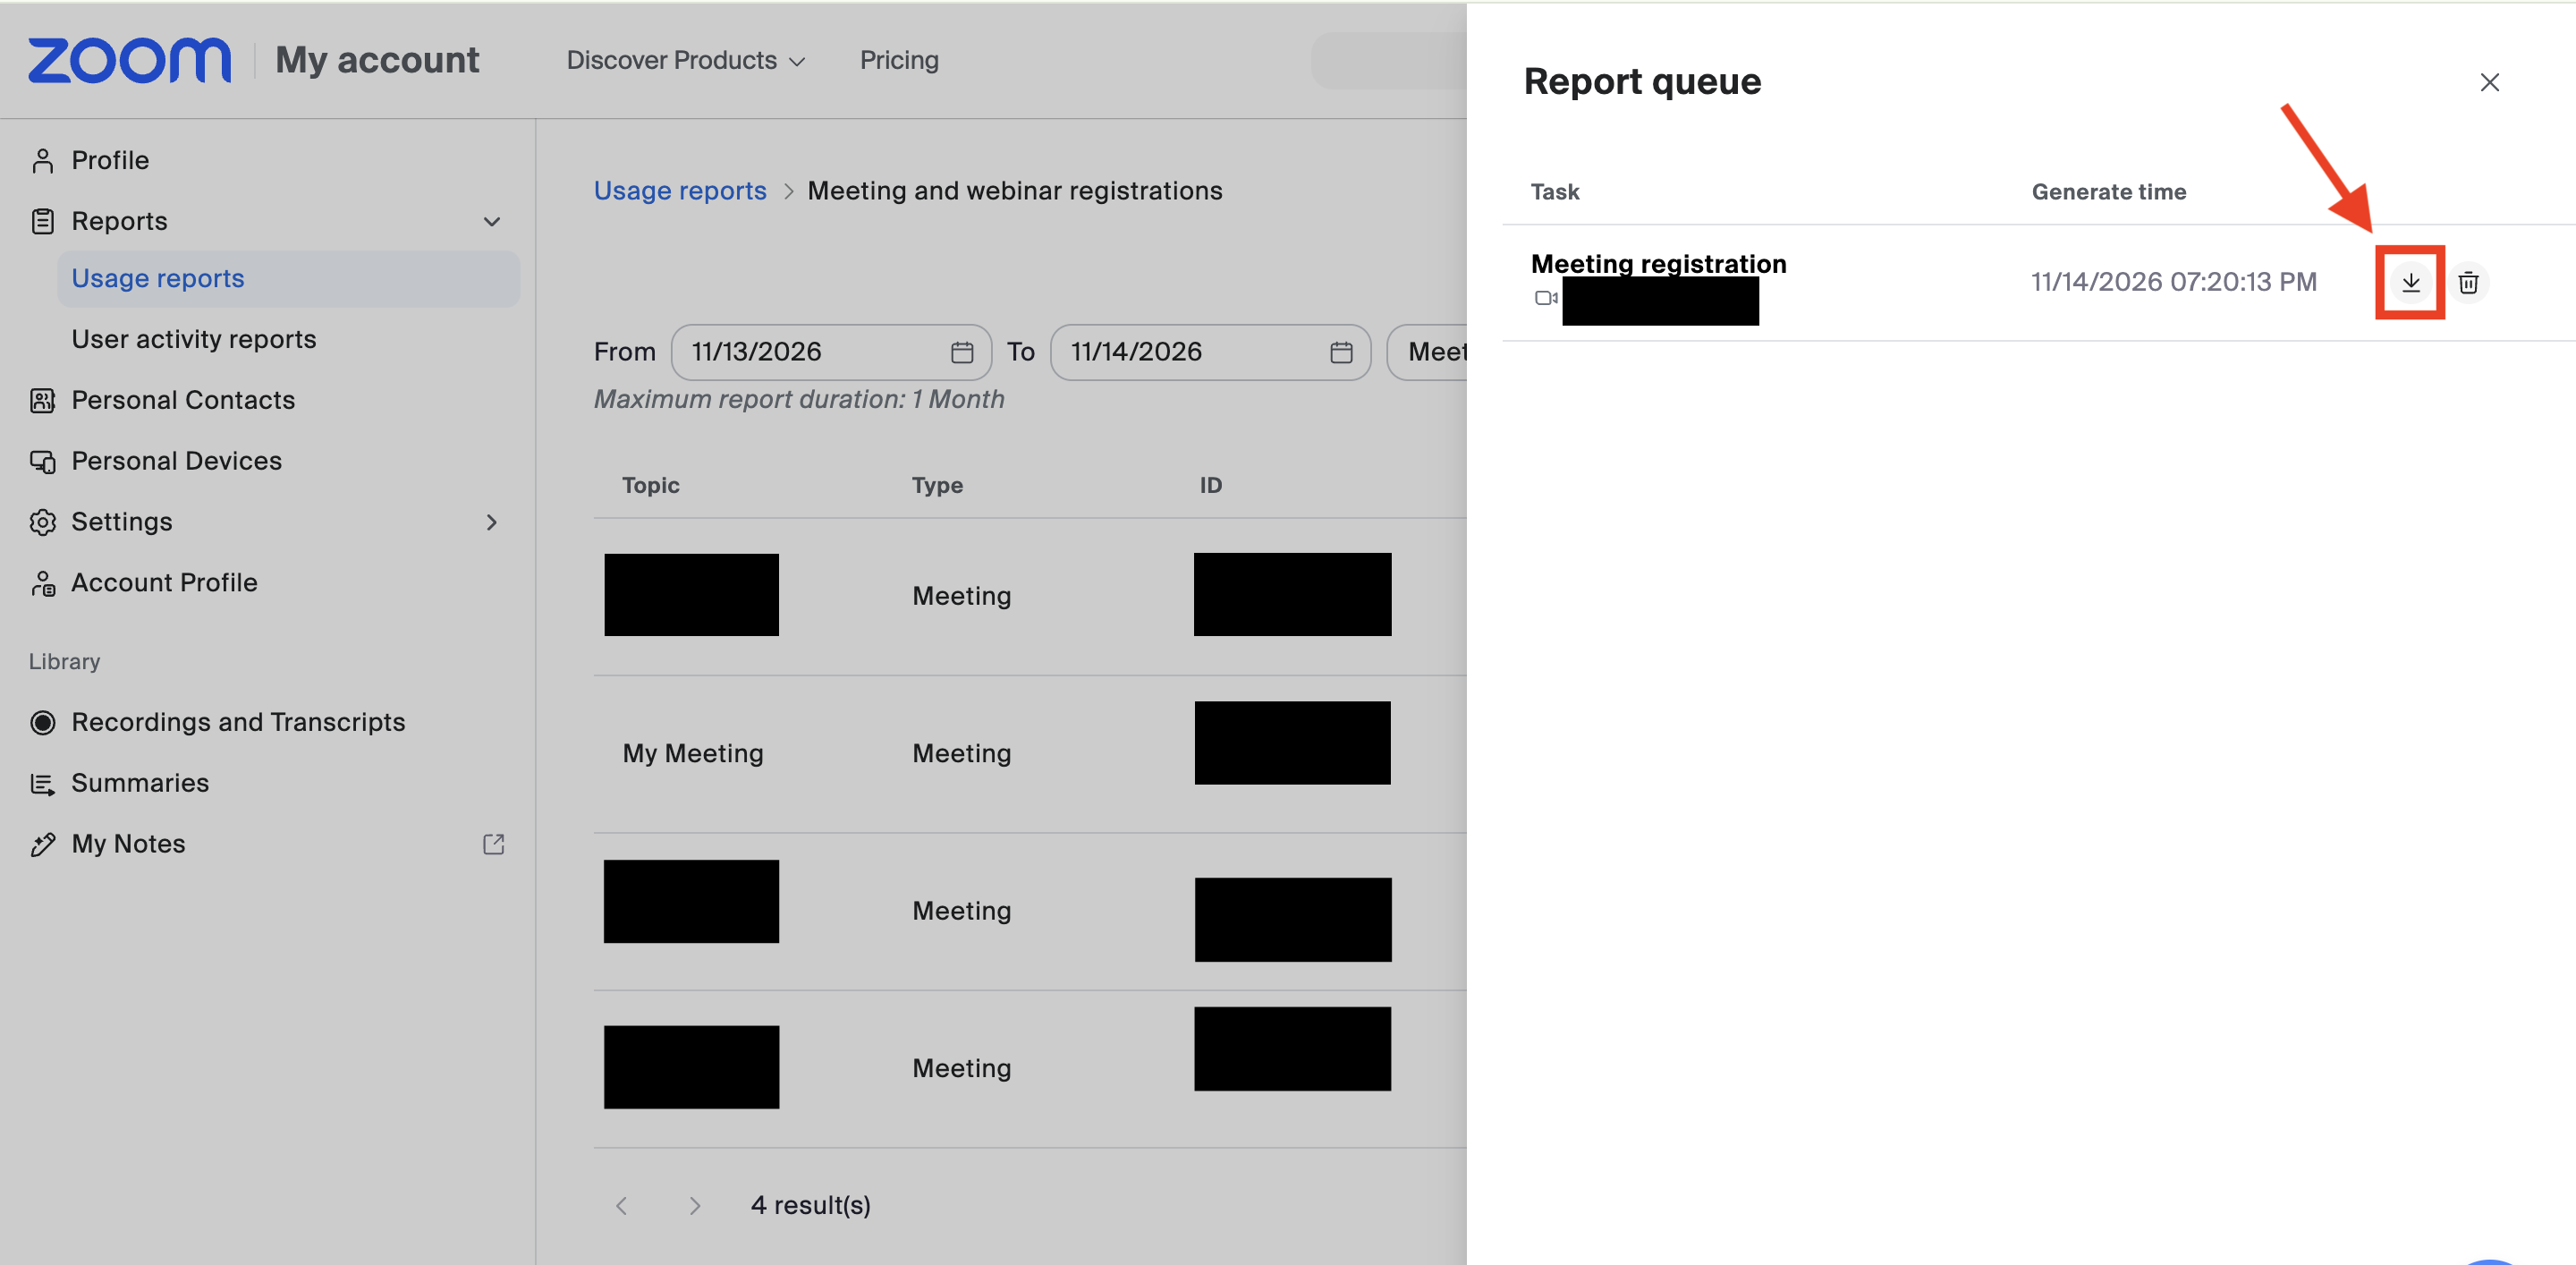 zoom My account Discover Products Pricing
Profile
Reports
Usage reports
User activity reports
Personal Contacts
Personal Devices
Settings
Account Profile
Library
Recordings and Transcripts
Summaries
My Notes
Usage reports > Meeting and webinar registrations
From 11/13/2026 To 11/14/2026 Meet
Maximum report duration: 1 Month
Topic Type ID
Meeting
My Meeting Meeting
Meeting
Meeting
4 result(s)
Report queue
Task Generate time
Meeting registration
11/14/2026 07:20:13 PM